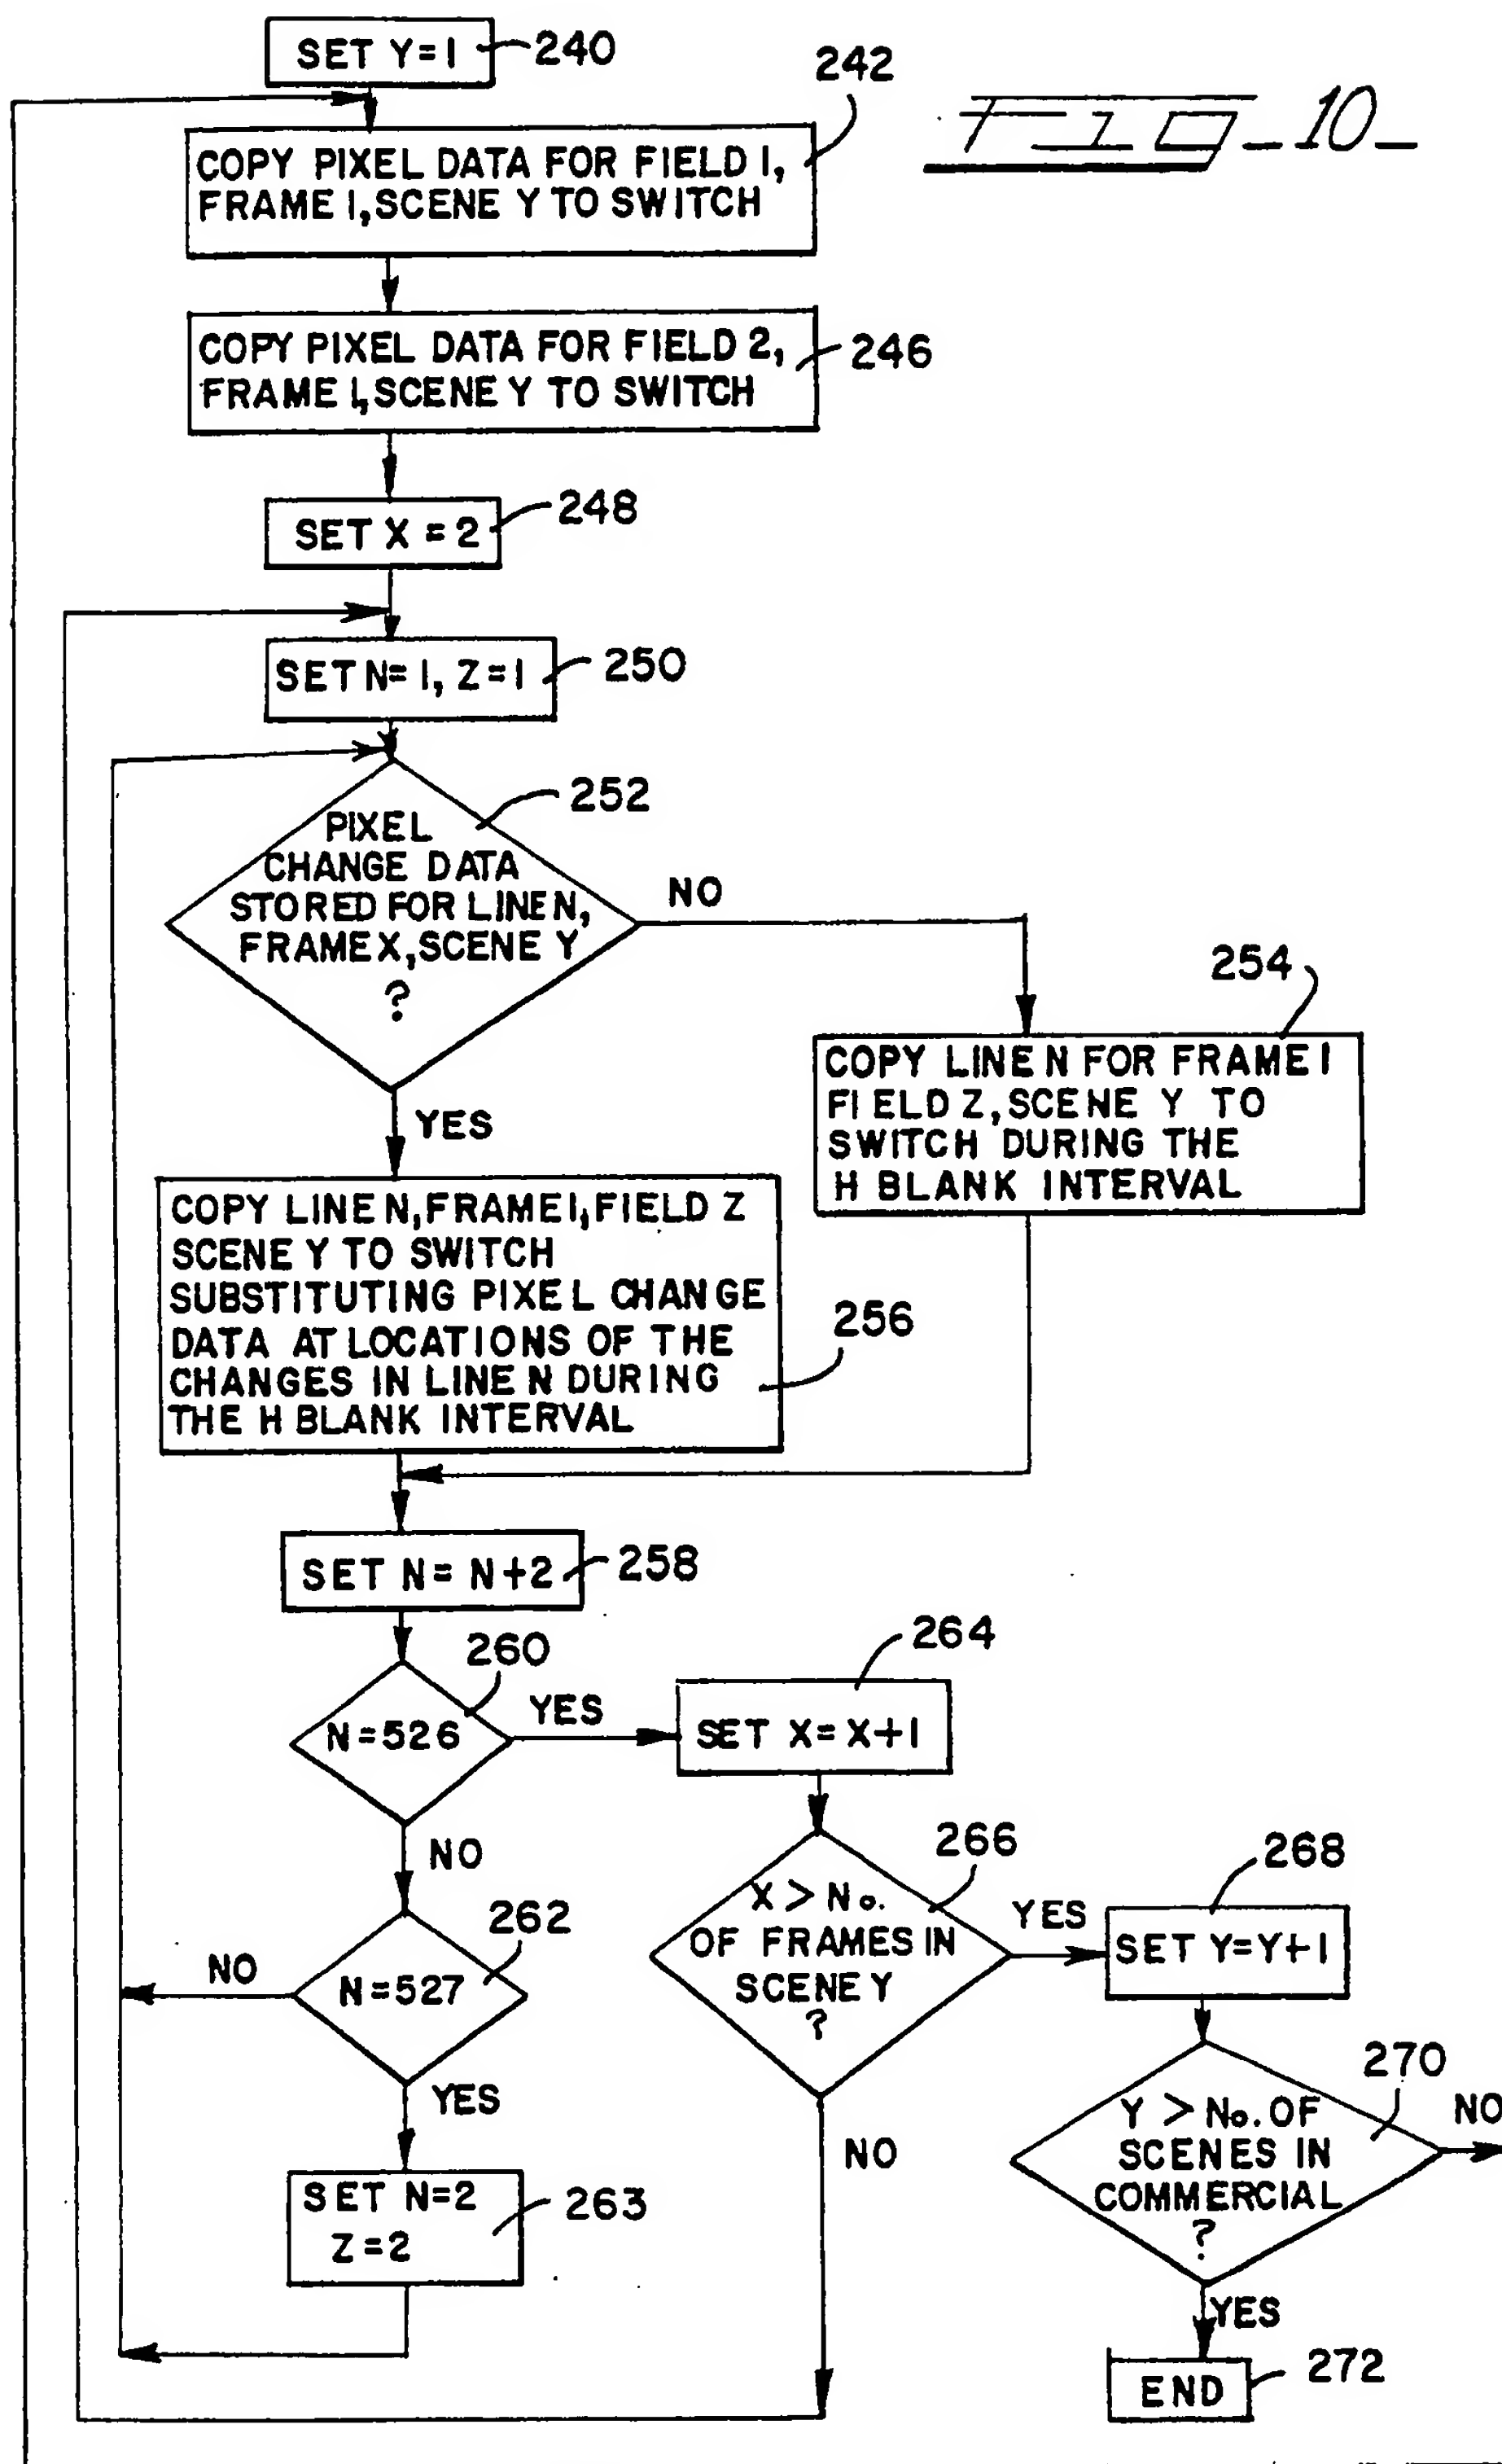 SET Y=1
240
Fig-10-
242
COPY PIXEL DATA FOR FIELD 1,
FRAME 1, SCENE Y TO SWITCH
COPY PIXEL DATA FOR FIELD 2,
FRAME 1, SCENE Y TO SWITCH
246
SET X = 2
248
SET N= 1, Z=1
250
252
PIXEL
CHANGE DATA
STORED FOR LINE N,
FRAME X, SCENE Y
?
NO
YES
254
COPY LINE N FOR FRAME 1
FIELD Z, SCENE Y TO
SWITCH DURING THE
H BLANK INTERVAL
COPY LINE N, FRAME 1, FIELD Z
SCENE Y TO SWITCH
SUBSTITUTING PIXEL CHANGE
DATA AT LOCATIONS OF THE
CHANGES IN LINE N DURING
THE H BLANK INTERVAL
256
SET N= N+2
258
260
N=526
YES
NO
264
SET X= X+1
262
N=527
NO
YES
266
X > No.
OF FRAMES IN
SCENE Y
?
YES
NO
268
SET Y=Y+1
SET N=2
Z=2
263
270
Y > No. OF
SCENES IN
COMMERCIAL
?
NO
YES
END
272